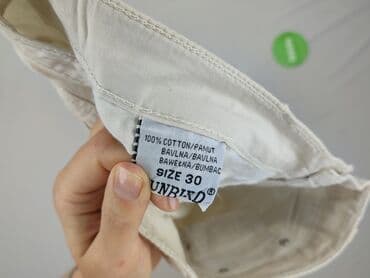 100% COTTON/PAMUT
BAVLNA/BAVLNA
BAWEŁNA/BUMBAC
SIZE 30